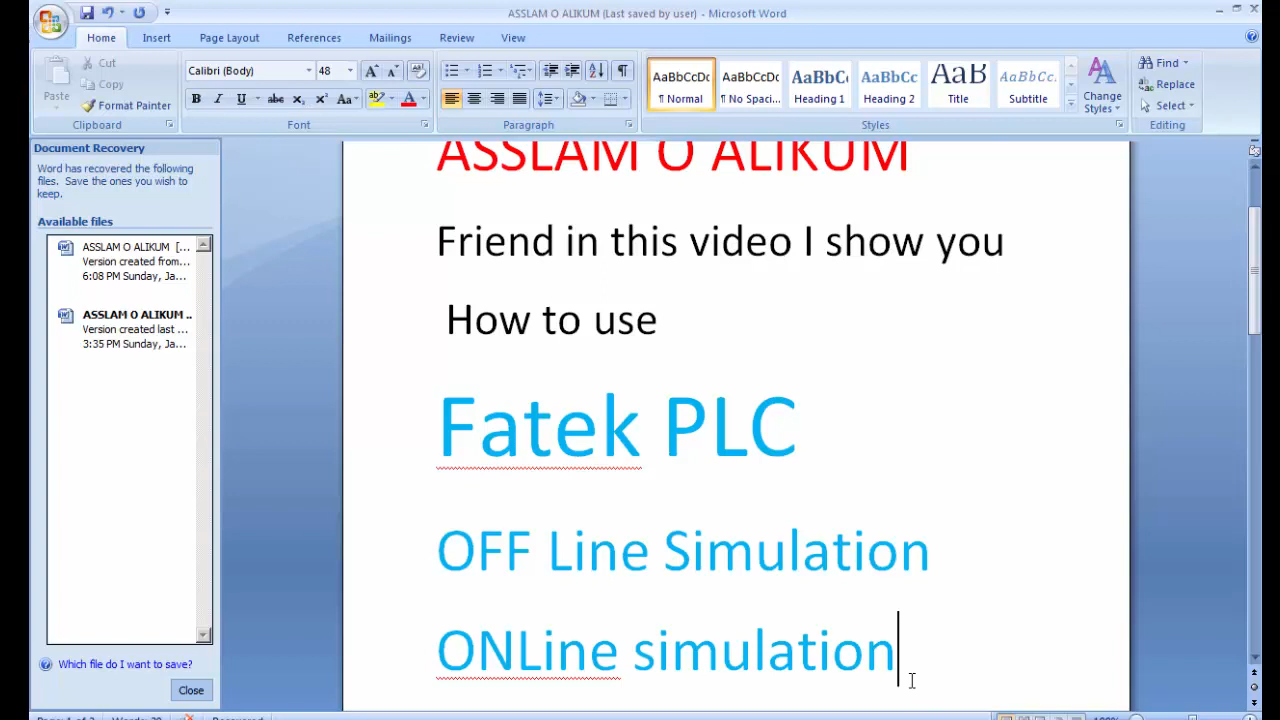 ASSLAM O ALIKUM (Last saved by user) - Microsoft Word
Home Insert Page Layout References Mailings Review View
Paste
Cut
Copy
Format Painter
Clipboard
Calibri (Body) 48
Font
Paragraph
AaBbCcDc AaBbCcDc AaBbC AaBbCc AaB AaBbCc.
¶ Normal ¶ No Spaci... Heading 1 Heading 2 Title Subtitle
Change Styles
Styles
Find
Replace
Select
Editing
Document Recovery
Word has recovered the following
files. Save the ones you wish to
keep.
Available files
ASSLAM O ALIKUM [...
Version created from...
6:08 PM Sunday, Ja...
ASSLAM O ALIKUM ..
Version created last ...
3:35 PM Sunday, Ja...
Which file do I want to save?
Close
ASSLAM O ALIKUM
Friend in this video I show you
How to use
Fatek PLC
OFF Line Simulation
ONLine simulation